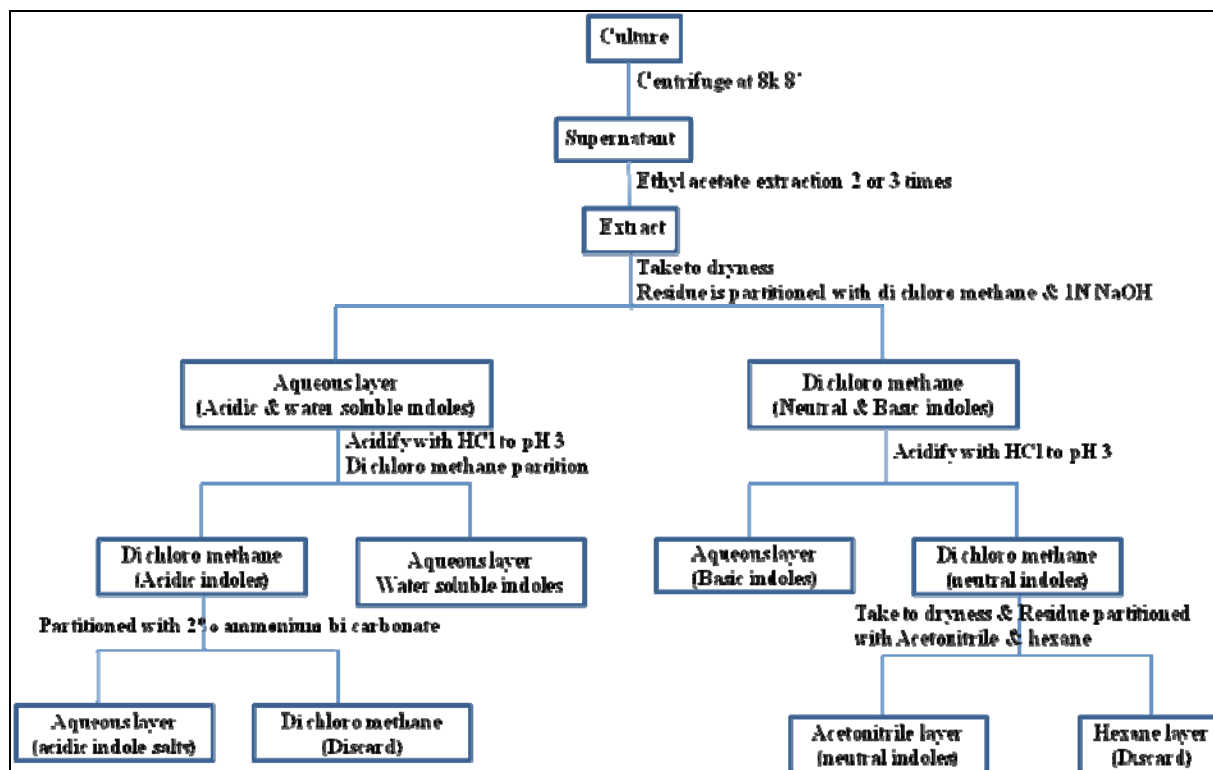 Culture
Centrifuge at 8k 8'
Supernatant
Ethyl acetate extraction 2 or 3 times
Extract
Take to dryness
Residue is partitioned with di chloro methane & 1N NaOH
Aqueous layer
(Acidic & water soluble indoles)
Di chloro methane
(Neutral & Basic indoles)
Acidify with HCl to pH 3
Di chloro methane partition
Acidify with HCl to pH 3
Di chloro methane
(Acidic indoles)
Aqueous layer
Water soluble indoles
Aqueous layer
(Basic indoles)
Di chloro methane
(neutral indoles)
Partitioned with 2% ammonium bi carbonate
Take to dryness & Residue partitioned
with Acetonitrile & hexane
Aqueous layer
(acidic indole salts)
Di chloro methane
(Discard)
Acetonitrile layer
(neutral indoles)
Hexane layer
(Discard)